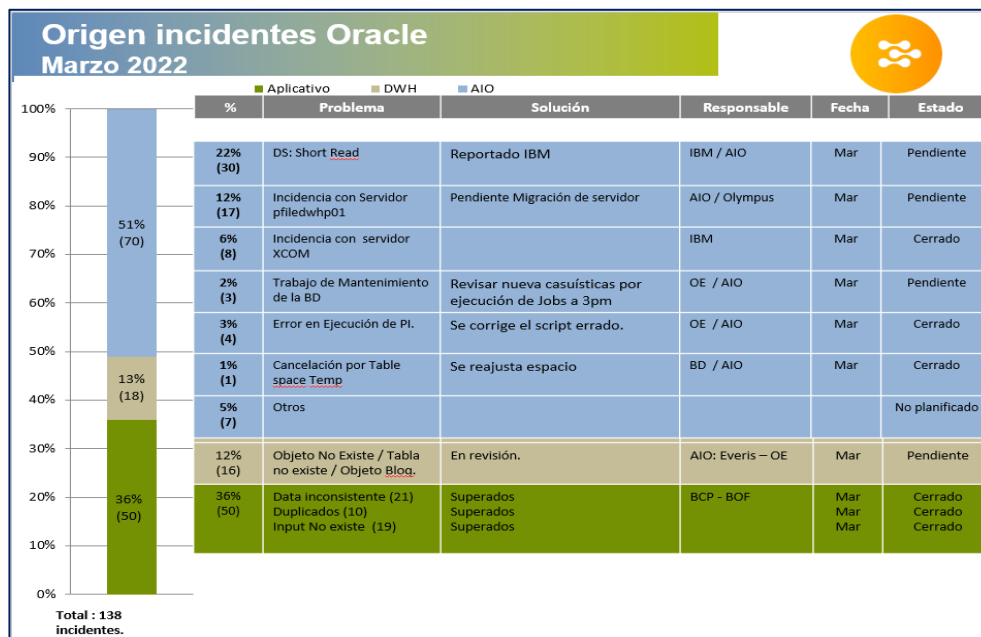 Origen incidentes Oracle
Marzo 2022
Aplicativo DWH AIO
100%
90%
80%
70%
60%
50%
40%
30%
20%
10%
0%
51%
(70)
13%
(18)
36%
(50)
Total : 138
incidentes.
% Problema Solución Responsable Fecha Estado
22% DS: Short Read Reportado IBM IBM / AIO Mar Pendiente
(30)
12% Incidencia con Servidor Pendiente Migración de servidor AIO / Olympus Mar Pendiente
(17) pfiledwhp01
6% Incidencia con servidor IBM Mar Cerrado
(8) XCOM
2% Trabajo de Mantenimiento Revisar nueva casuísticas por OE / AIO Mar Pendiente
(3) de la BD ejecución de Jobs a 3pm
3% Error en Ejecución de PI. Se corrige el script errado. OE / AIO Mar Cerrado
(4)
1% Cancelación por Table Se reajusta espacio BD / AIO Mar Cerrado
(1) space Temp
5% Otros No planificado
(7)
12% Objeto No Existe / Tabla En revisión. AIO: Everis – OE Mar Pendiente
(16) no existe / Objeto Bloq.
36% Data inconsistente (21) Superados BCP - BOF Mar Cerrado
(50) Duplicados (10) Superados Mar Cerrado
Input No existe (19) Superados Mar Cerrado